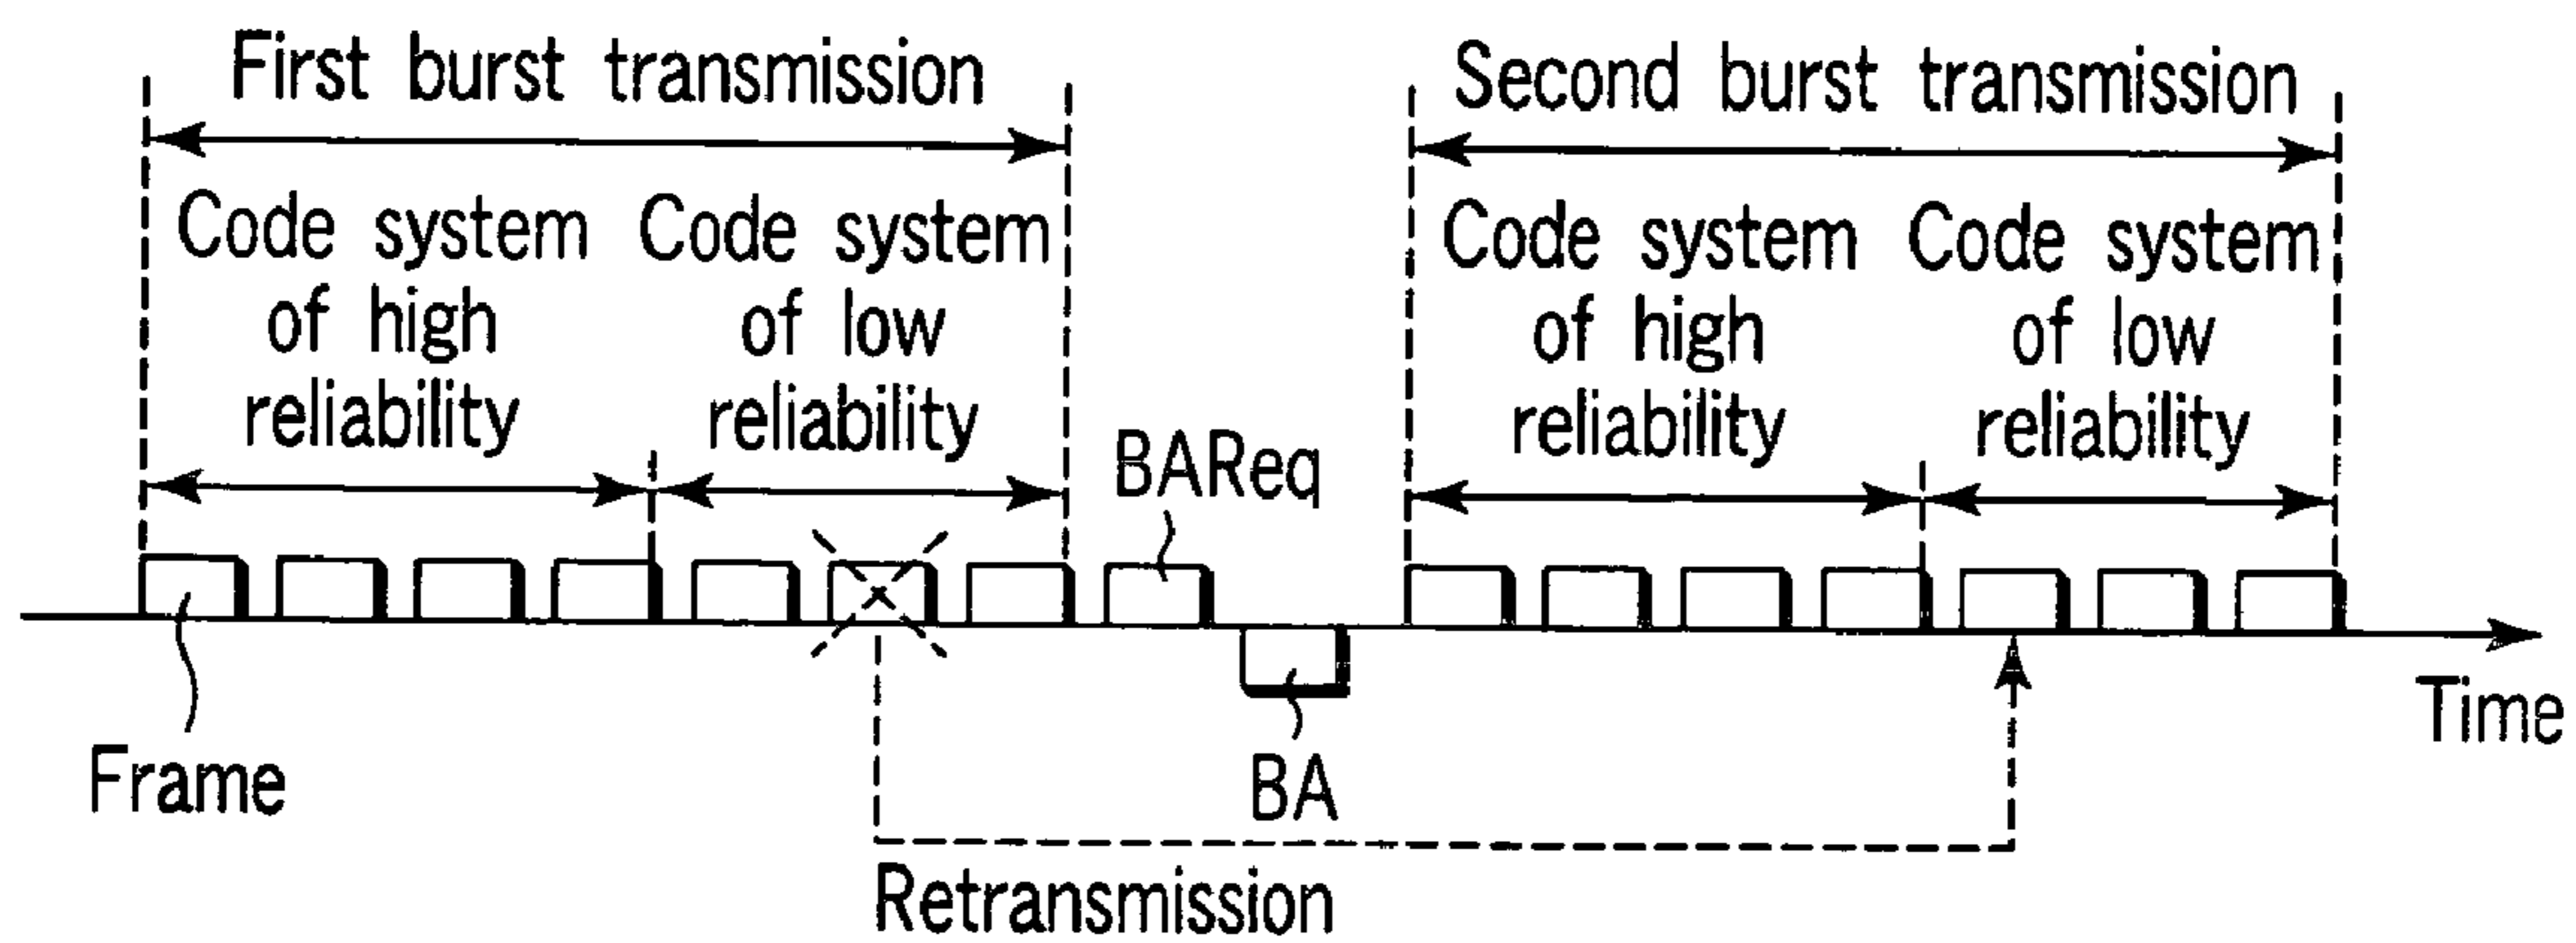 First burst transmission
Second burst transmission
Code system
of high
reliability
Code system
of low
reliability
BAReq
Code system
of high
reliability
Code system
of low
reliability
Frame
BA
Time
Retransmission